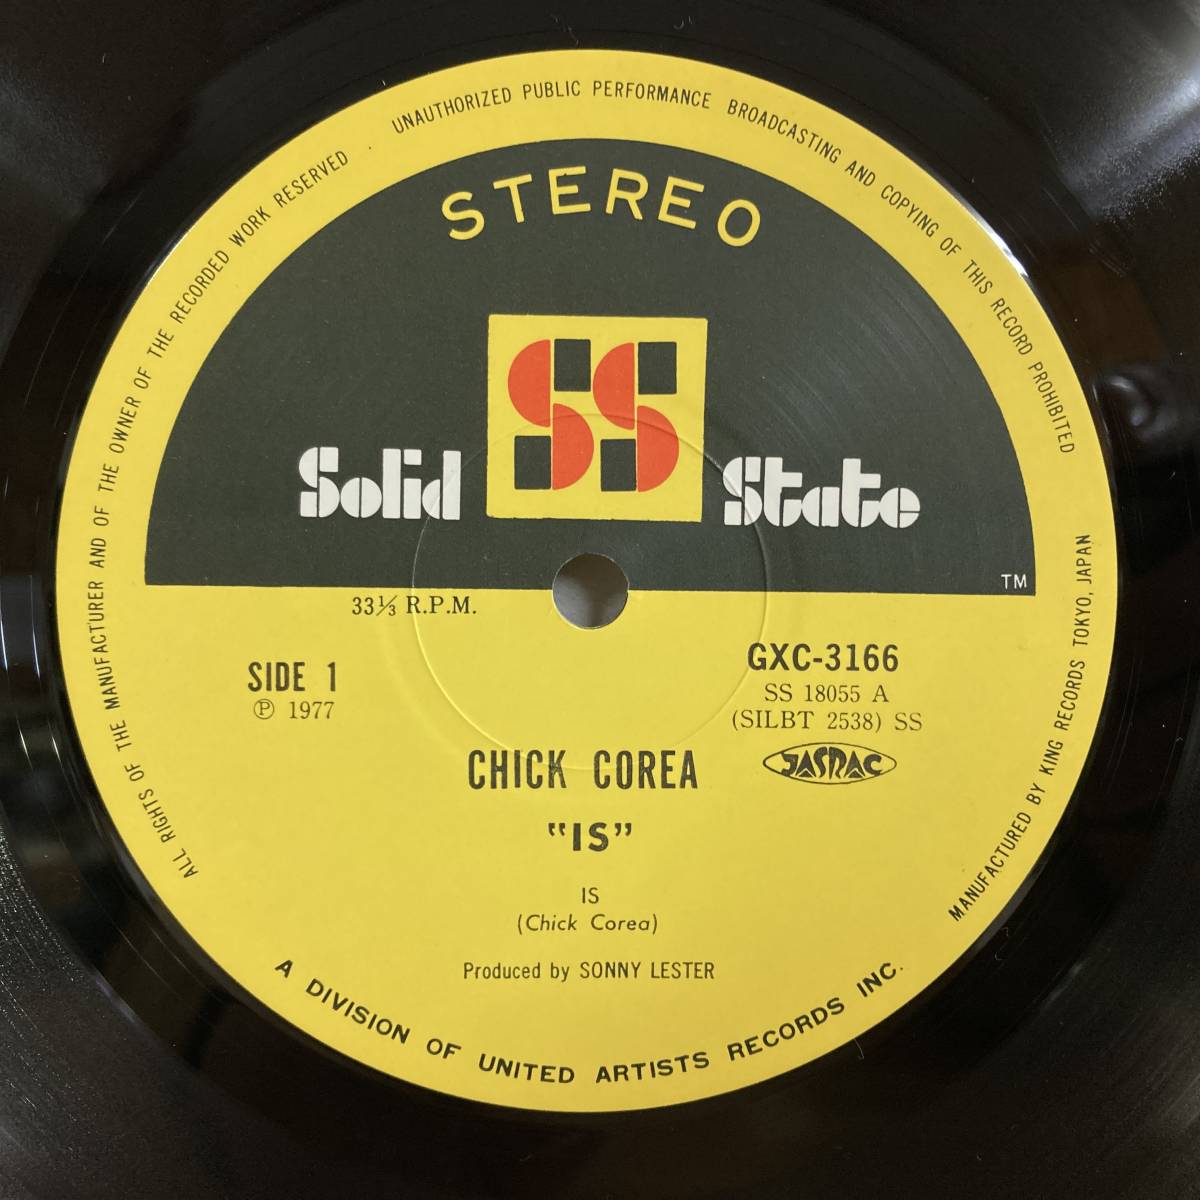 ALL RIGHTS OF THE MANUFACTURER AND OF THE OWNER OF THE RECORDED WORK RESERVED · UNAUTHORIZED PUBLIC PERFORMANCE BROADCASTING AND COPYING OF THIS RECORD PROHIBITED
STEREO
SS
Solid State
TM
33⅓ R.P.M.
SIDE 1
Ⓟ 1977
GXC-3166
SS 18055 A
(SILBT 2538) SS
JASRAC
CHICK COREA
"IS"
IS
(Chick Corea)
Produced by SONNY LESTER
A DIVISION OF UNITED ARTISTS RECORDS INC.
MANUFACTURED BY KING RECORDS TOKYO, JAPAN